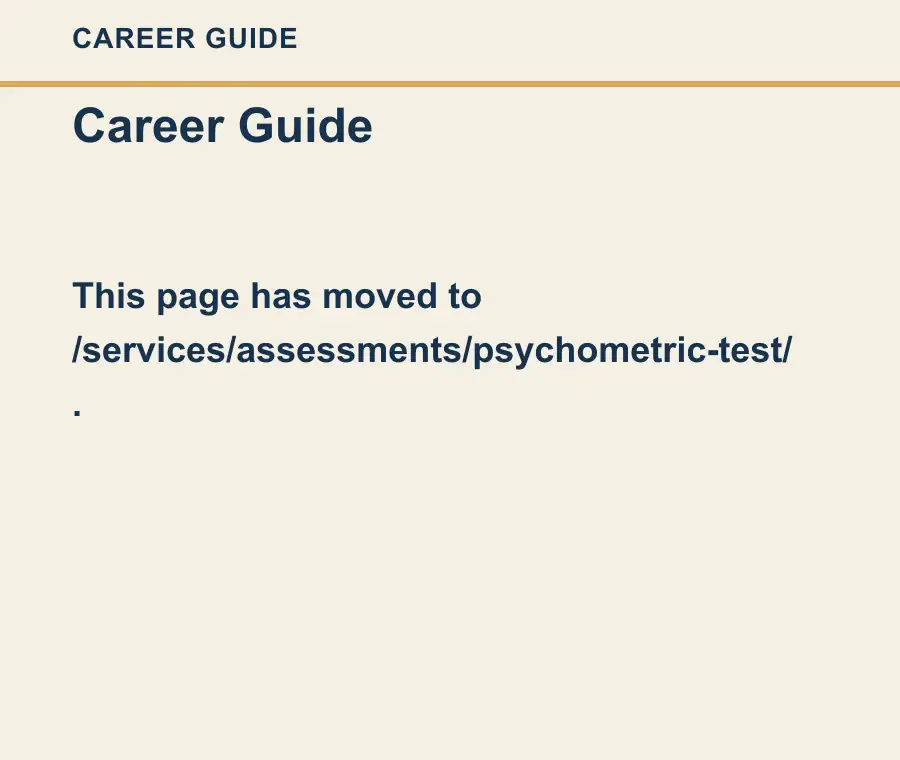 CAREER GUIDE
Career Guide
This page has moved to
/services/assessments/psychometric-test/
.